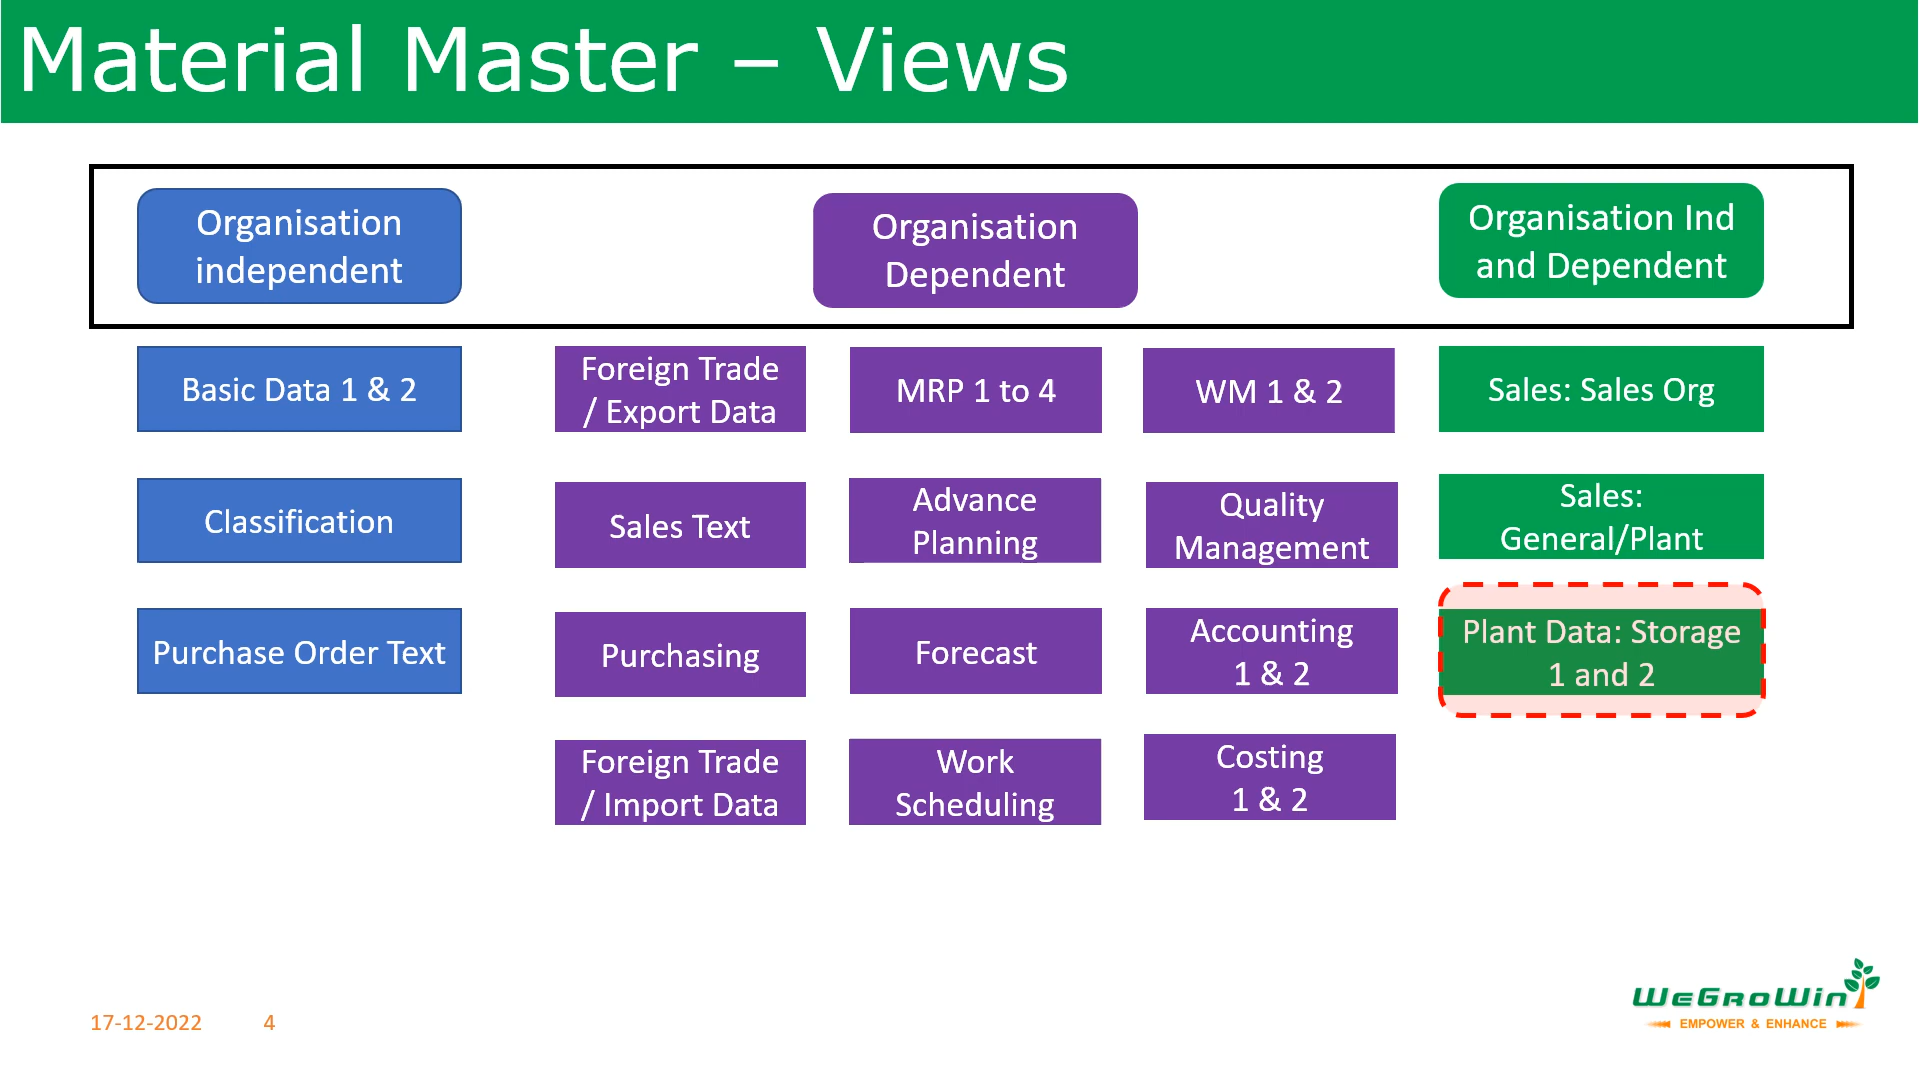 Material Master – Views
Organisation
independent
Organisation
Dependent
Organisation Ind
and Dependent
Basic Data 1 & 2
Foreign Trade
/ Export Data
MRP 1 to 4
WM 1 & 2
Sales: Sales Org
Classification
Sales Text
Advance
Planning
Quality
Management
Sales:
General/Plant
Purchase Order Text
Purchasing
Forecast
Accounting
1 & 2
Plant Data: Storage
1 and 2
Foreign Trade
/ Import Data
Work
Scheduling
Costing
1 & 2
17-12-2022
4
WeGroWin
EMPOWER & ENHANCE